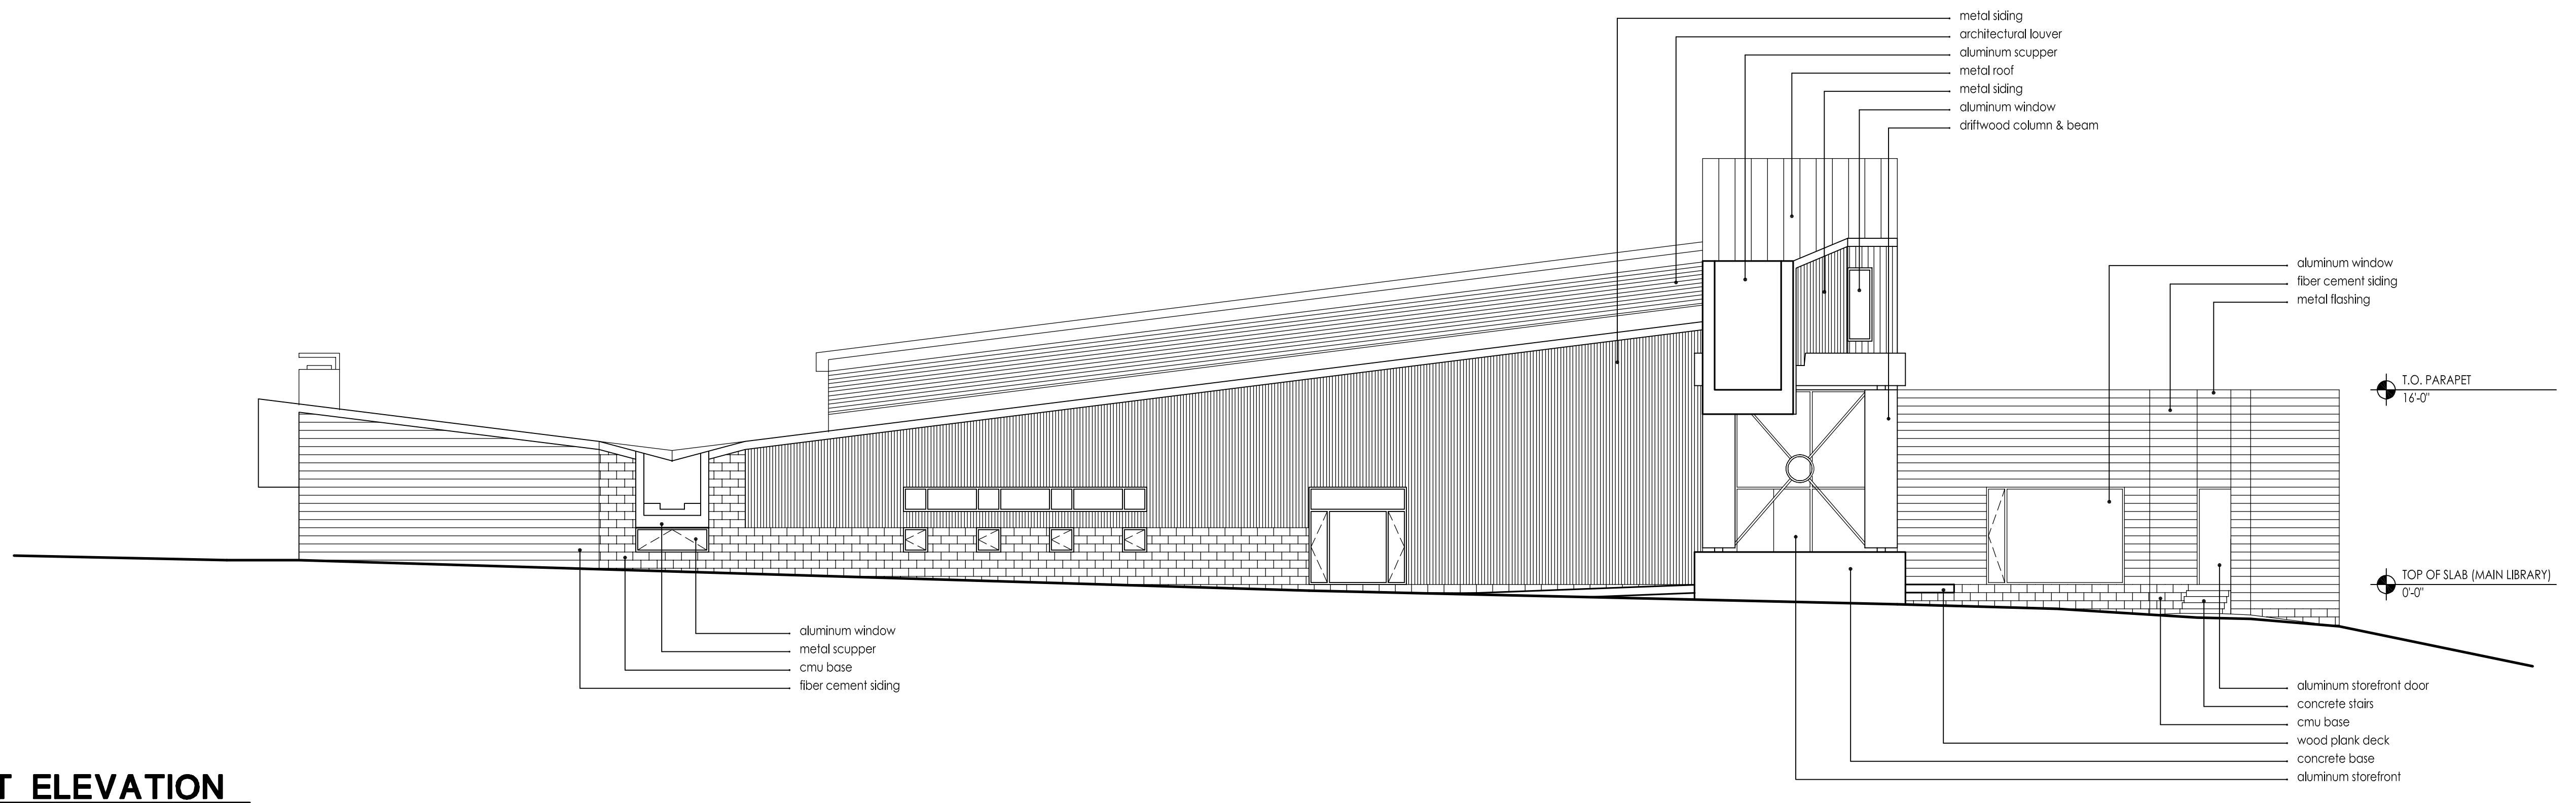 metal siding
architectural louver
aluminum scupper
metal roof
metal siding
aluminum window
driftwood column & beam
aluminum window
fiber cement siding
metal flashing
T.O. PARAPET
16'-0"
TOP OF SLAB (MAIN LIBRARY)
0'-0"
aluminum window
metal scupper
cmu base
fiber cement siding
aluminum storefront door
concrete stairs
cmu base
wood plank deck
concrete base
aluminum storefront
T ELEVATION